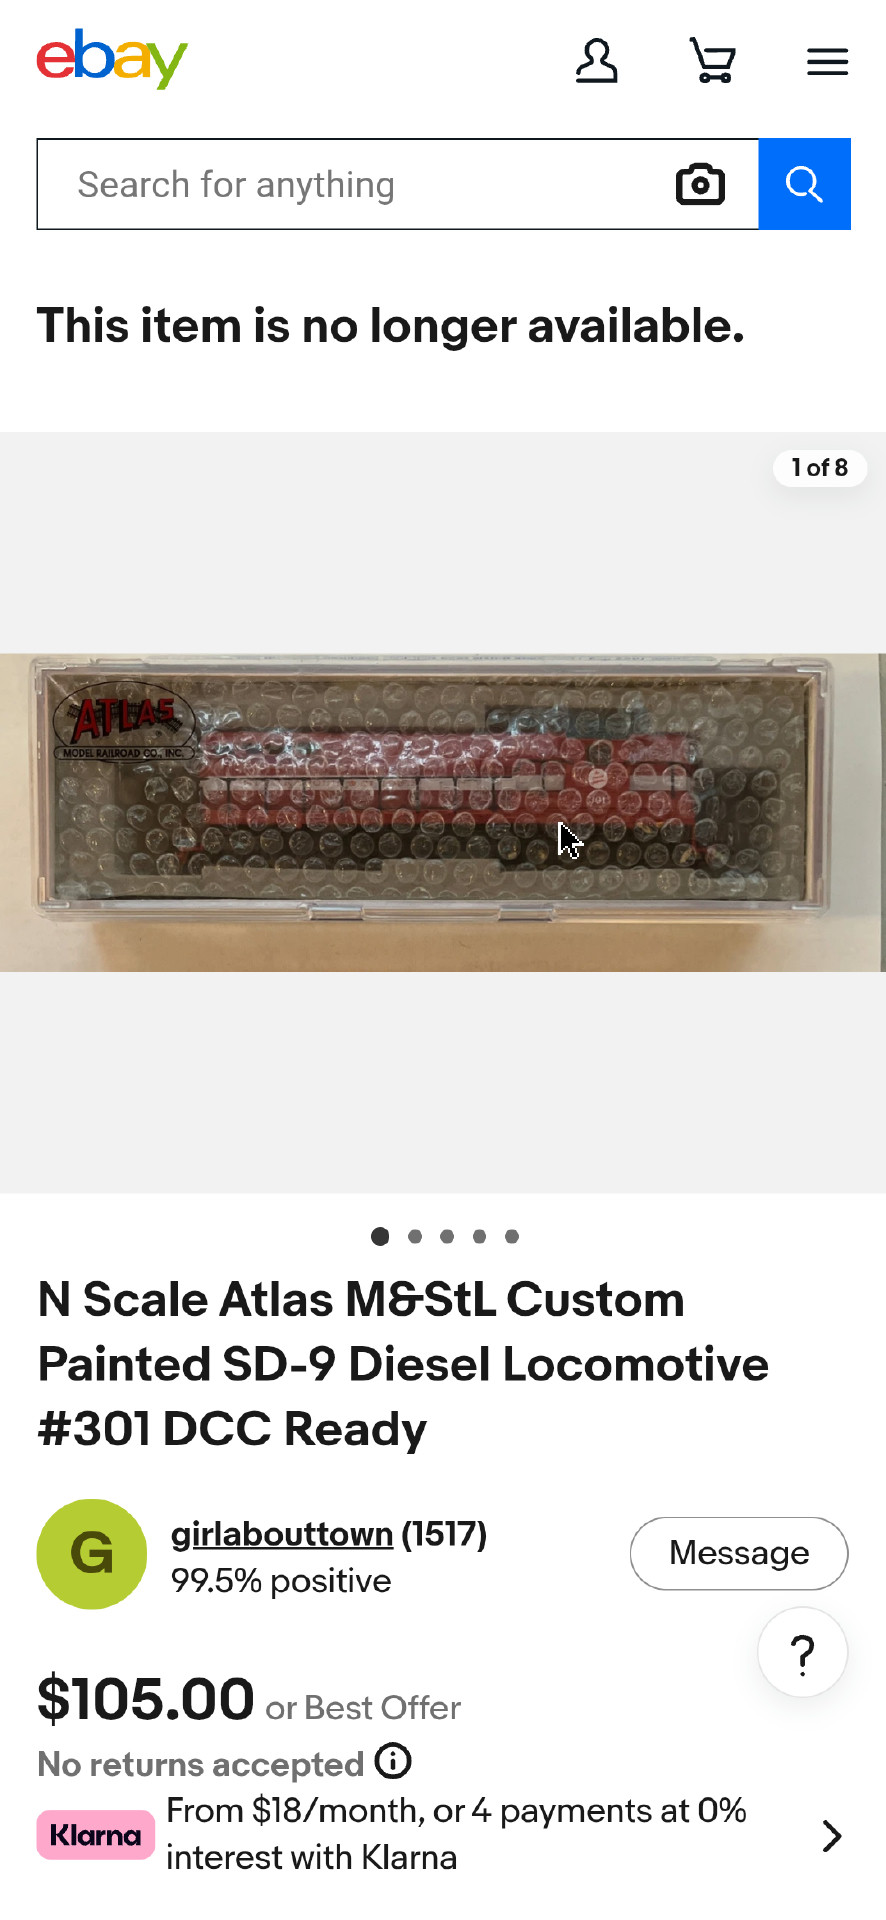 ebay
Search for anything
This item is no longer available.
1 of 8
ATLAS
MODEL RAILROAD CO., INC.
301
N Scale Atlas M&StL Custom
Painted SD-9 Diesel Locomotive
#301 DCC Ready
G
girlabouttown (1517)
99.5% positive
Message
?
$105.00 or Best Offer
No returns accepted
Klarna
From $18/month, or 4 payments at 0%
interest with Klarna